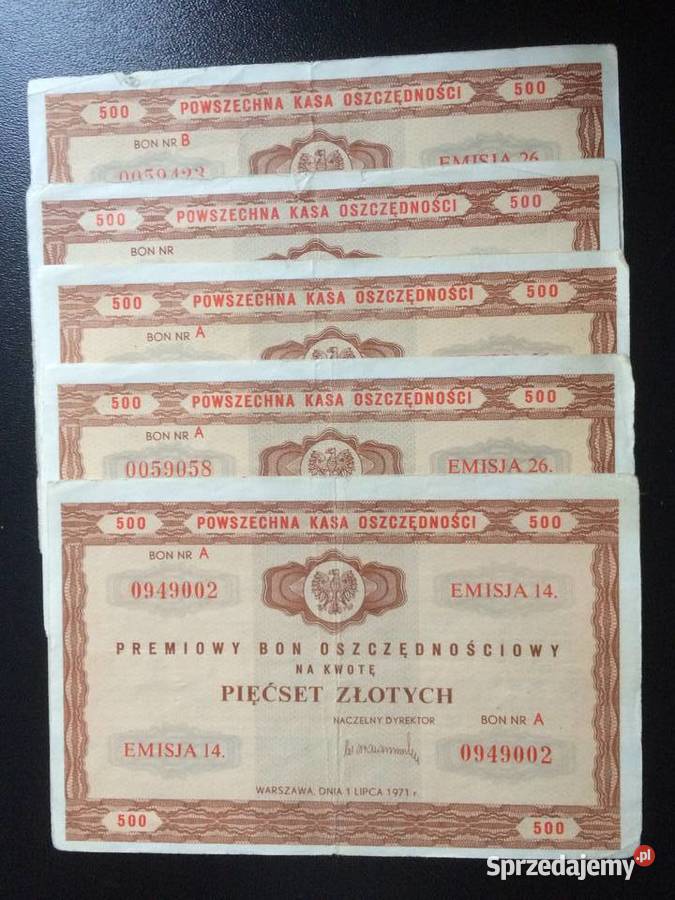 500 POWSZECHNA KASA OSZCZĘDNOŚCI 500
BON NR B
0059423 EMISJA 26.
500 POWSZECHNA KASA OSZCZĘDNOŚCI 500
BON NR
500 POWSZECHNA KASA OSZCZĘDNOŚCI 500
BON NR A
500 POWSZECHNA KASA OSZCZĘDNOŚCI 500
BON NR A
0059058 EMISJA 26.
500 POWSZECHNA KASA OSZCZĘDNOŚCI 500
BON NR A
0949002 EMISJA 14.
PREMIOWY BON OSZCZĘDNOŚCIOWY
NA KWOTĘ
PIĘĆSET ZŁOTYCH
NACZELNY DYREKTOR BON NR A
EMISJA 14. 0949002
WARSZAWA, DNIA 1 LIPCA 1971 r.
500 500
Sprzedajemy.pl